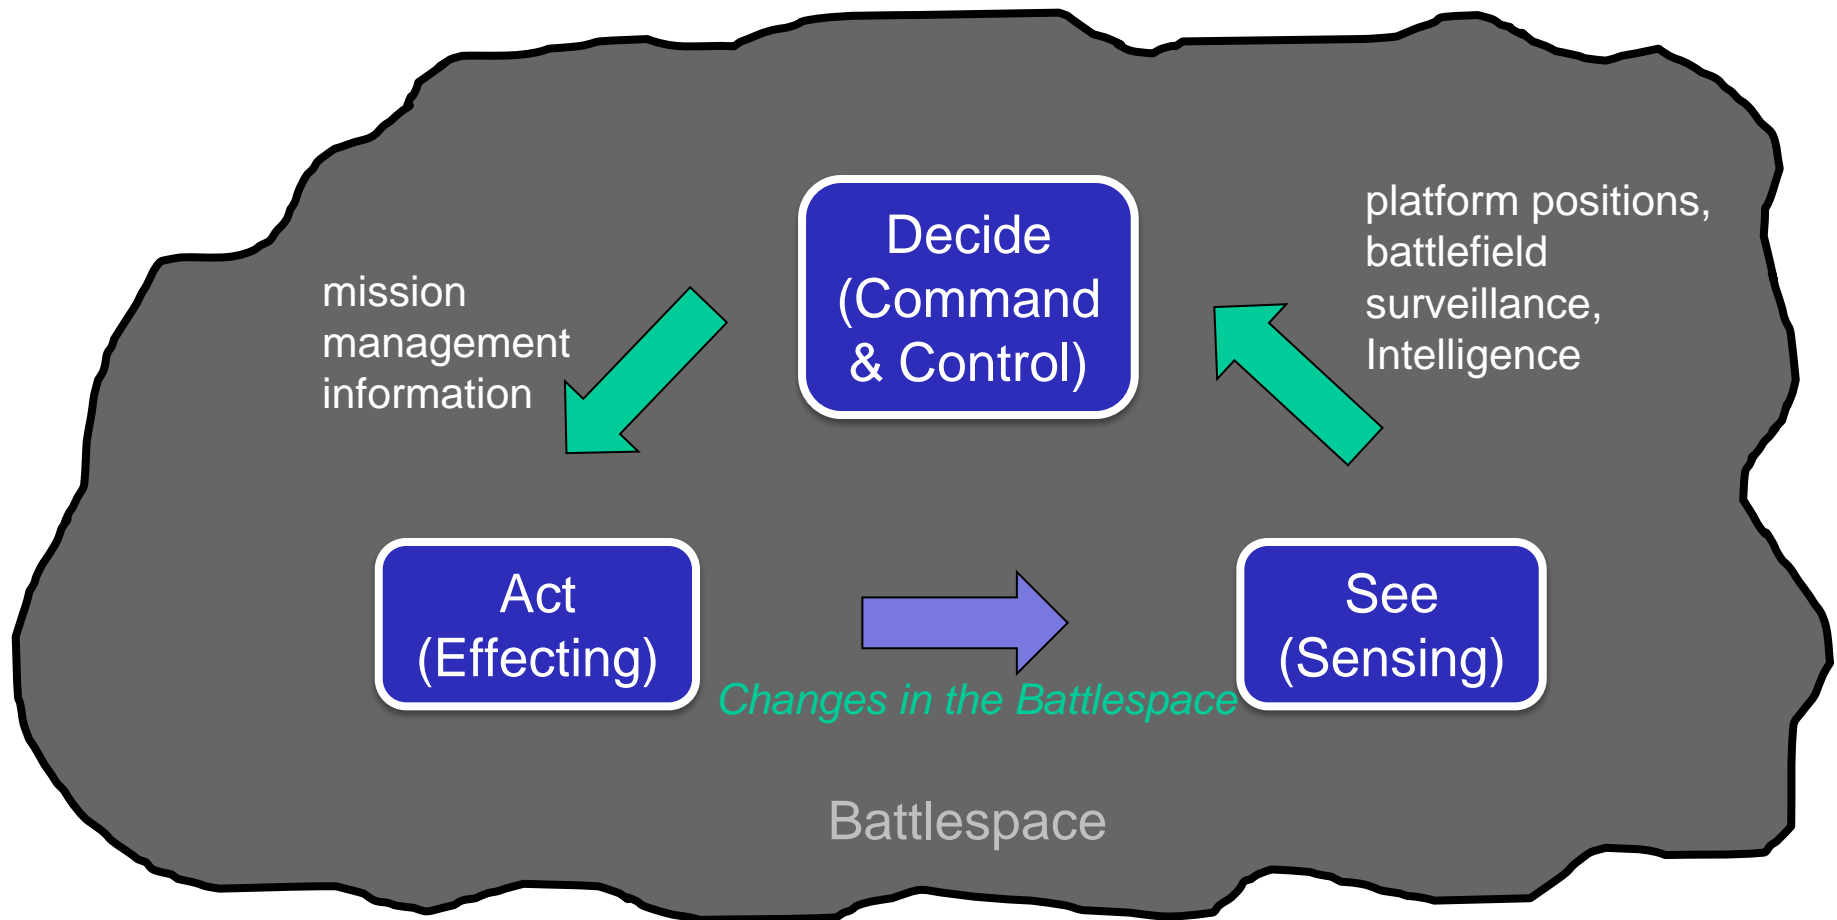 Decide
(Command
& Control)
platform positions,
battlefield
surveillance,
Intelligence
mission
management
information
Act
(Effecting)
See
(Sensing)
Changes in the Battlespace
Battlespace